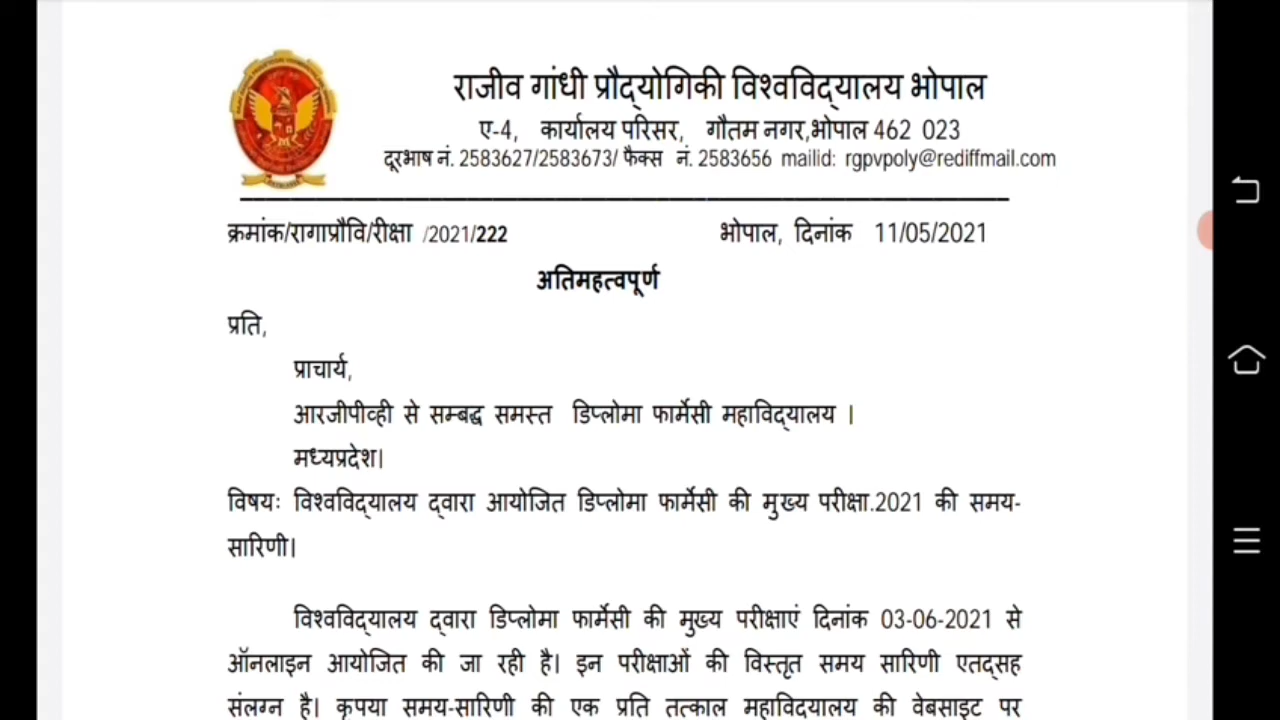 राजीव गांधी प्रौद्योगिकी विश्वविद्यालय भोपाल
ए-4, कार्यालय परिसर, गौतम नगर,भोपाल 462 023
दूरभाष नं. 2583627/2583673/ फैक्स नं. 2583656 mailid: rgpvpoly@rediffmail.com
क्रमांक/रागाप्रौवि/रीक्षा /2021/222 भोपाल, दिनांक 11/05/2021
अतिमहत्वपूर्ण
प्रति,
प्राचार्य,
आरजीपीव्ही से सम्बद्ध समस्त डिप्लोमा फार्मेसी महाविद्यालय ।
मध्यप्रदेश।
विषयः विश्वविद्यालय द्वारा आयोजित डिप्लोमा फार्मेसी की मुख्य परीक्षा.2021 की समय-
सारिणी।
विश्वविद्यालय द्वारा डिप्लोमा फार्मेसी की मुख्य परीक्षाएं दिनांक 03-06-2021 से
ऑनलाइन आयोजित की जा रही है। इन परीक्षाओं की विस्तृत समय सारिणी एतद्सह
संलग्न है। कृपया समय-सारिणी की एक प्रति तत्काल महाविद्यालय की वेबसाइट पर